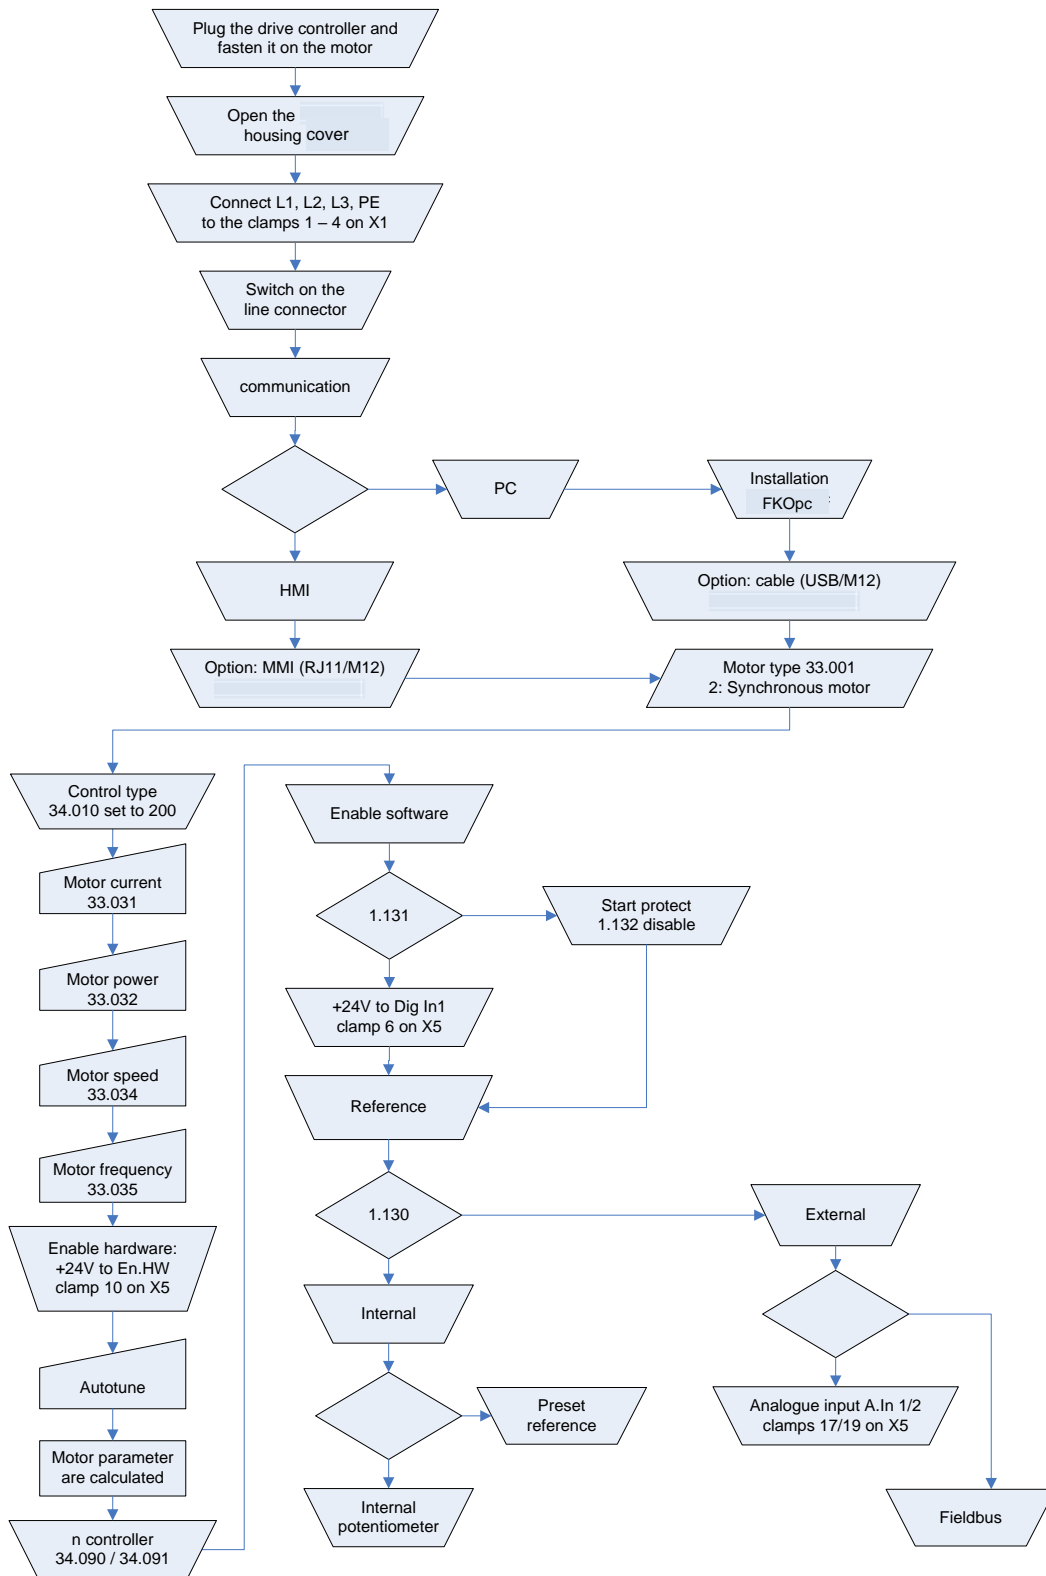 Plug the drive controller and
fasten it on the motor
Open the
housing cover
Connect L1, L2, L3, PE
to the clamps 1 – 4 on X1
Switch on the
line connector
communication
PC
Installation
FKOpc
HMI
Option: cable (USB/M12)
Option: MMI (RJ11/M12)
Motor type 33.001
2: Synchronous motor
Control type
34.010 set to 200
Motor current
33.031
Motor power
33.032
Motor speed
33.034
Motor frequency
33.035
Enable hardware:
+24V to En.HW
clamp 10 on X5
Autotune
Motor parameter
are calculated
n controller
34.090 / 34.091
Enable software
1.131
Start protect
1.132 disable
+24V to Dig In1
clamp 6 on X5
Reference
1.130
External
Internal
Preset
reference
Analogue input A.In 1/2
clamps 17/19 on X5
Internal
potentiometer
Fieldbus